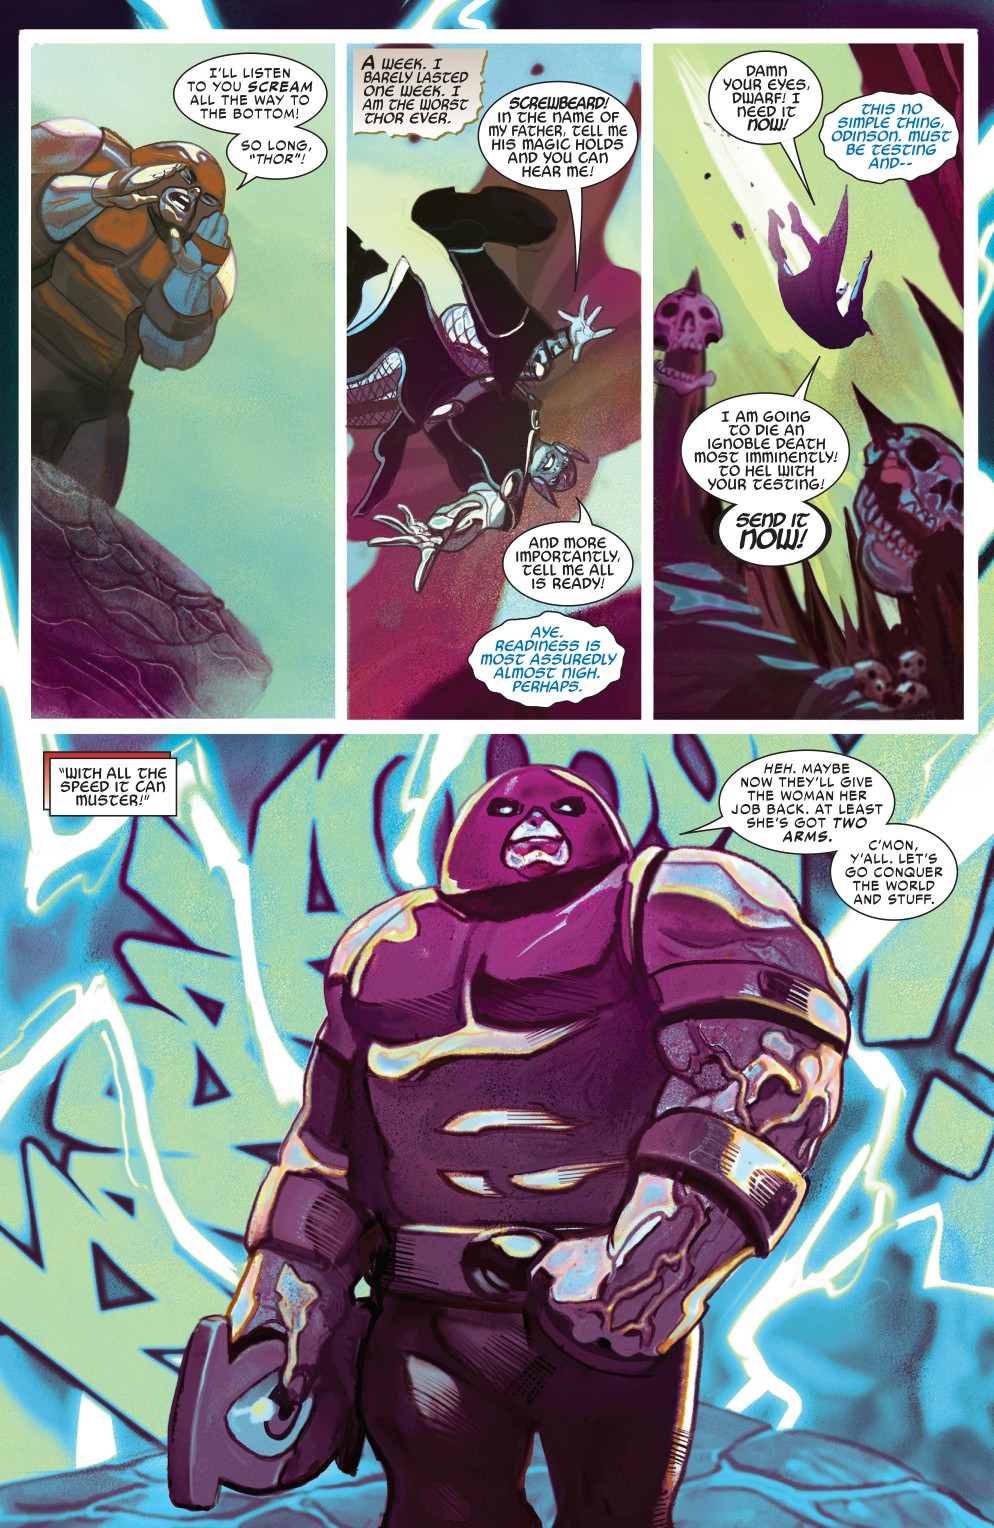 I'LL LISTEN
TO YOU SCREAM
ALL THE WAY TO
THE BOTTOM!
SO LONG,
"THOR"!
A WEEK. I
BARELY LASTED
ONE WEEK. I
AM THE WORST
THOR EVER.
SCREWBEARD!
IN THE NAME OF
MY FATHER, TELL ME
HIS MAGIC HOLDS
AND YOU CAN
HEAR ME!
AND MORE
IMPORTANTLY,
TELL ME ALL
IS READY!
AYE.
READINESS IS
MOST ASSUREDLY
ALMOST NIGH.
PERHAPS.
DAMN
YOUR EYES,
DWARF! I
NEED IT
NOW!
THIS NO
SIMPLE THING,
ODINSON. MUST
BE TESTING
AND--
I AM GOING
TO DIE AN
IGNOBLE DEATH
MOST IMMINENTLY!
TO HEL WITH
YOUR TESTING!
SEND IT
NOW!
"WITH ALL THE
SPEED IT CAN
MUSTER!"
HEH. MAYBE
NOW THEY'LL GIVE
THE WOMAN HER
JOB BACK. AT LEAST
SHE'S GOT TWO
ARMS.
C'MON,
Y'ALL. LET'S
GO CONQUER
THE WORLD
AND STUFF.